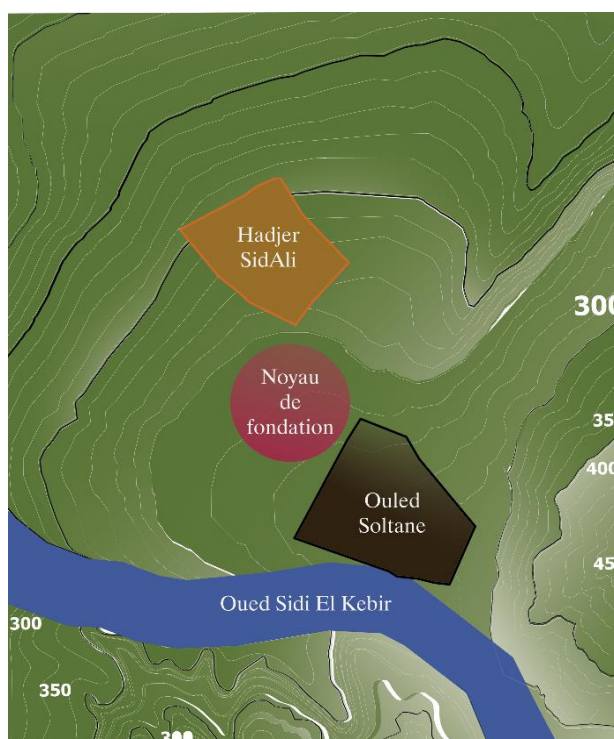 Hadjer
SidAli
300
Noyau
de
fondation
35
400
Ouled
Soltane
45
Oued Sidi El Kebir
300
350